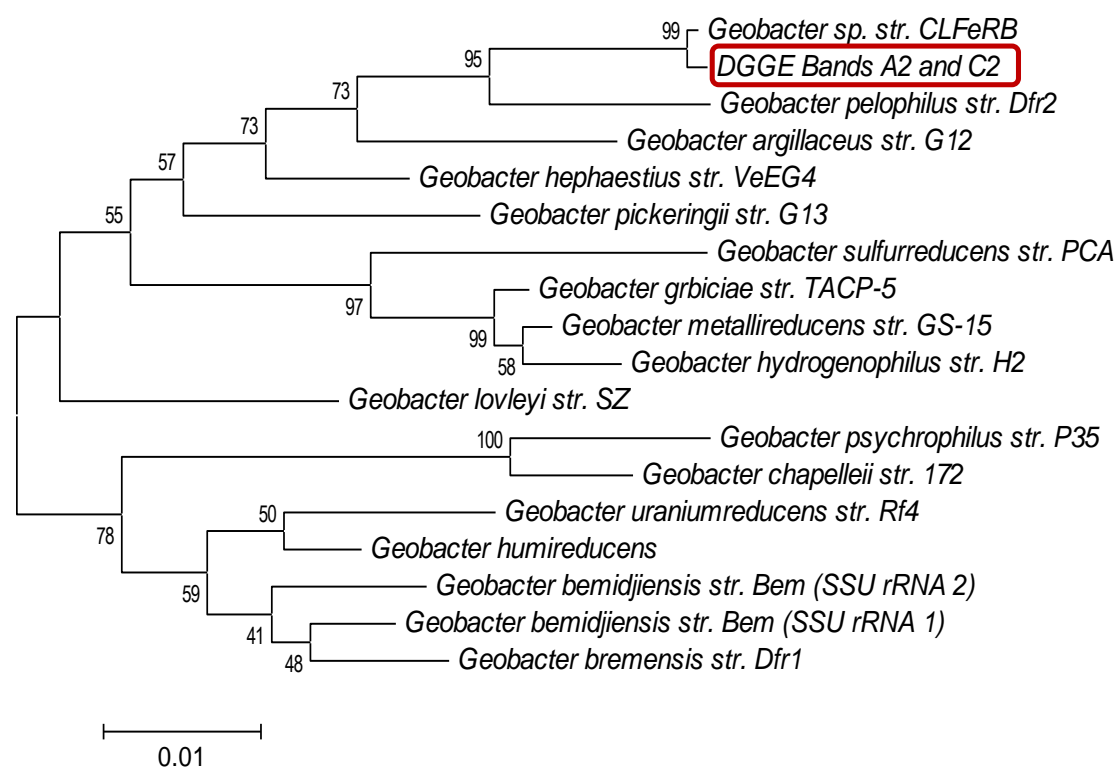 99 Geobacter sp. str. CLFeRB
DGGE Bands A2 and C2
95
Geobacter pelophilus str. Dfr2
73
Geobacter argillaceus str. G12
73
Geobacter hephaestius str. VeEG4
57
Geobacter pickeringii str. G13
55
Geobacter sulfurreducens str. PCA
97
Geobacter grbiciae str. TACP-5
99
Geobacter metallireducens str. GS-15
58
Geobacter hydrogenophilus str. H2
Geobacter lovleyi str. SZ
100
Geobacter psychrophilus str. P35
Geobacter chapelleii str. 172
78
50
Geobacter uraniumreducens str. Rf4
Geobacter humireducens
59
Geobacter bemidjiensis str. Bem (SSU rRNA 2)
41
Geobacter bemidjiensis str. Bem (SSU rRNA 1)
48
Geobacter bremensis str. Dfr1
0.01